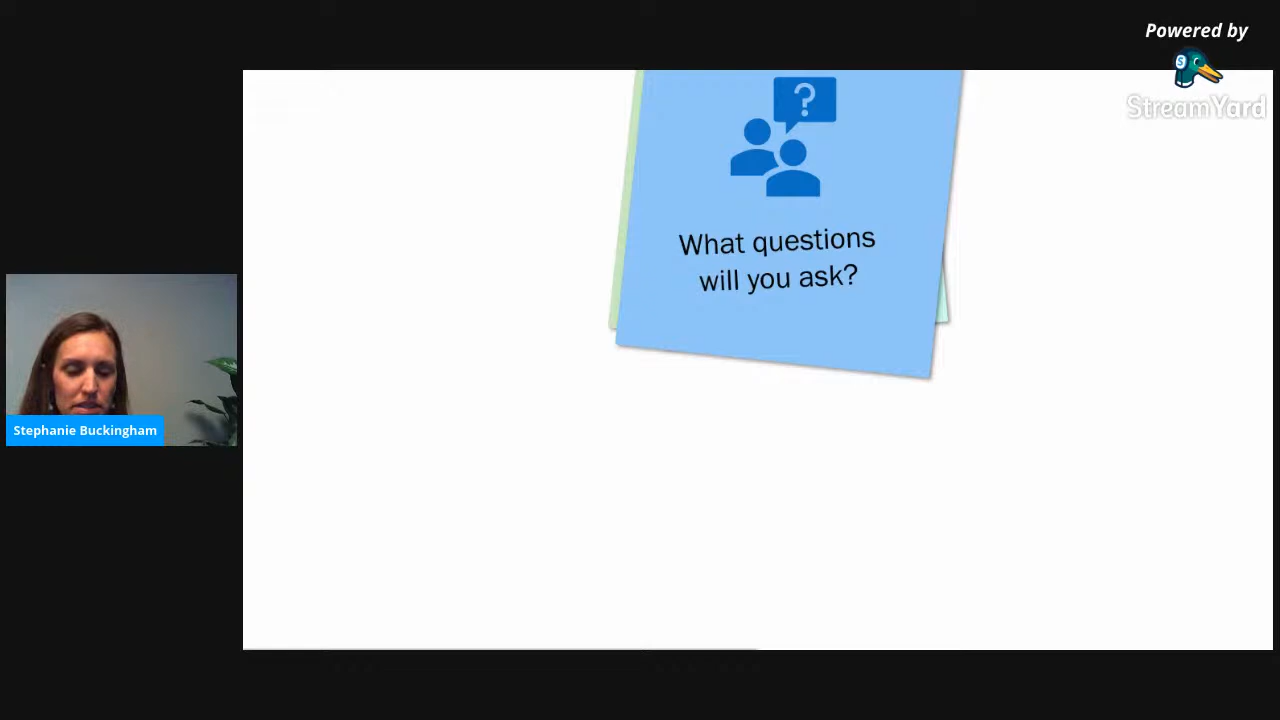 Powered by
S
StreamYard
?
What questions
will you ask?
Stephanie Buckingham